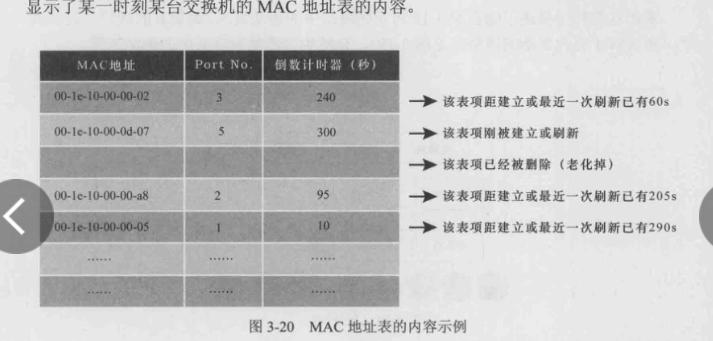 显示了某一时刻某台交换机的 MAC 地址表的内容。
MAC地址 Port No. 倒数计时器（秒）
00-1e-10-00-00-02 3 240 该表项距建立或最近一次刷新已有60s
00-1e-10-00-0d-07 5 300 该表项刚被建立或刷新
该表项已经被删除（老化掉）
00-1e-10-00-00-a8 2 95 该表项距建立或最近一次刷新已有205s
00-1e-10-00-00-05 1 10 该表项距建立或最近一次刷新已有290s
...... ...... ......
...... ...... ......
图 3-20 MAC 地址表的内容示例